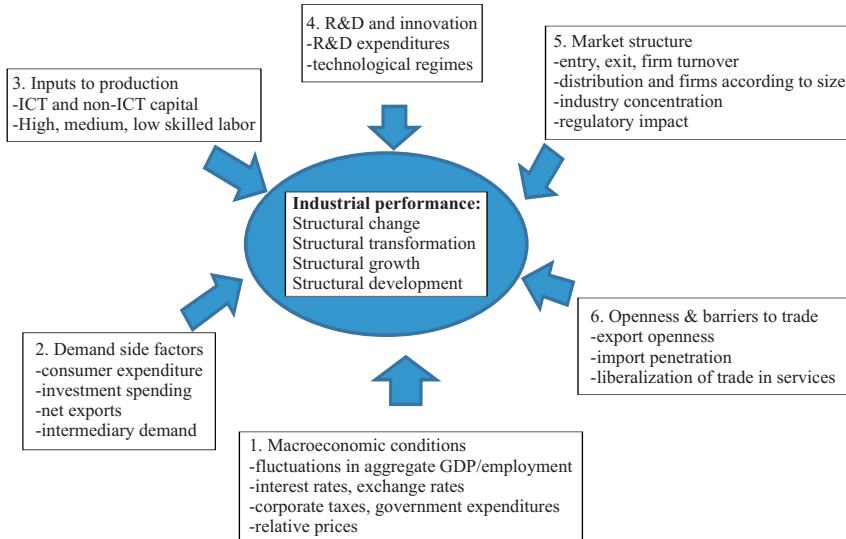 4. R&D and innovation
-R&D expenditures
-technological regimes
5. Market structure
-entry, exit, firm turnover
-distribution and firms according to size
-industry concentration
-regulatory impact
3. Inputs to production
-ICT and non-ICT capital
-High, medium, low skilled labor
Industrial performance:
Structural change
Structural transformation
Structural growth
Structural development
6. Openness & barriers to trade
-export openness
-import penetration
-liberalization of trade in services
2. Demand side factors
-consumer expenditure
-investment spending
-net exports
-intermediary demand
1. Macroeconomic conditions
-fluctuations in aggregate GDP/employment
-interest rates, exchange rates
-corporate taxes, government expenditures
-relative prices